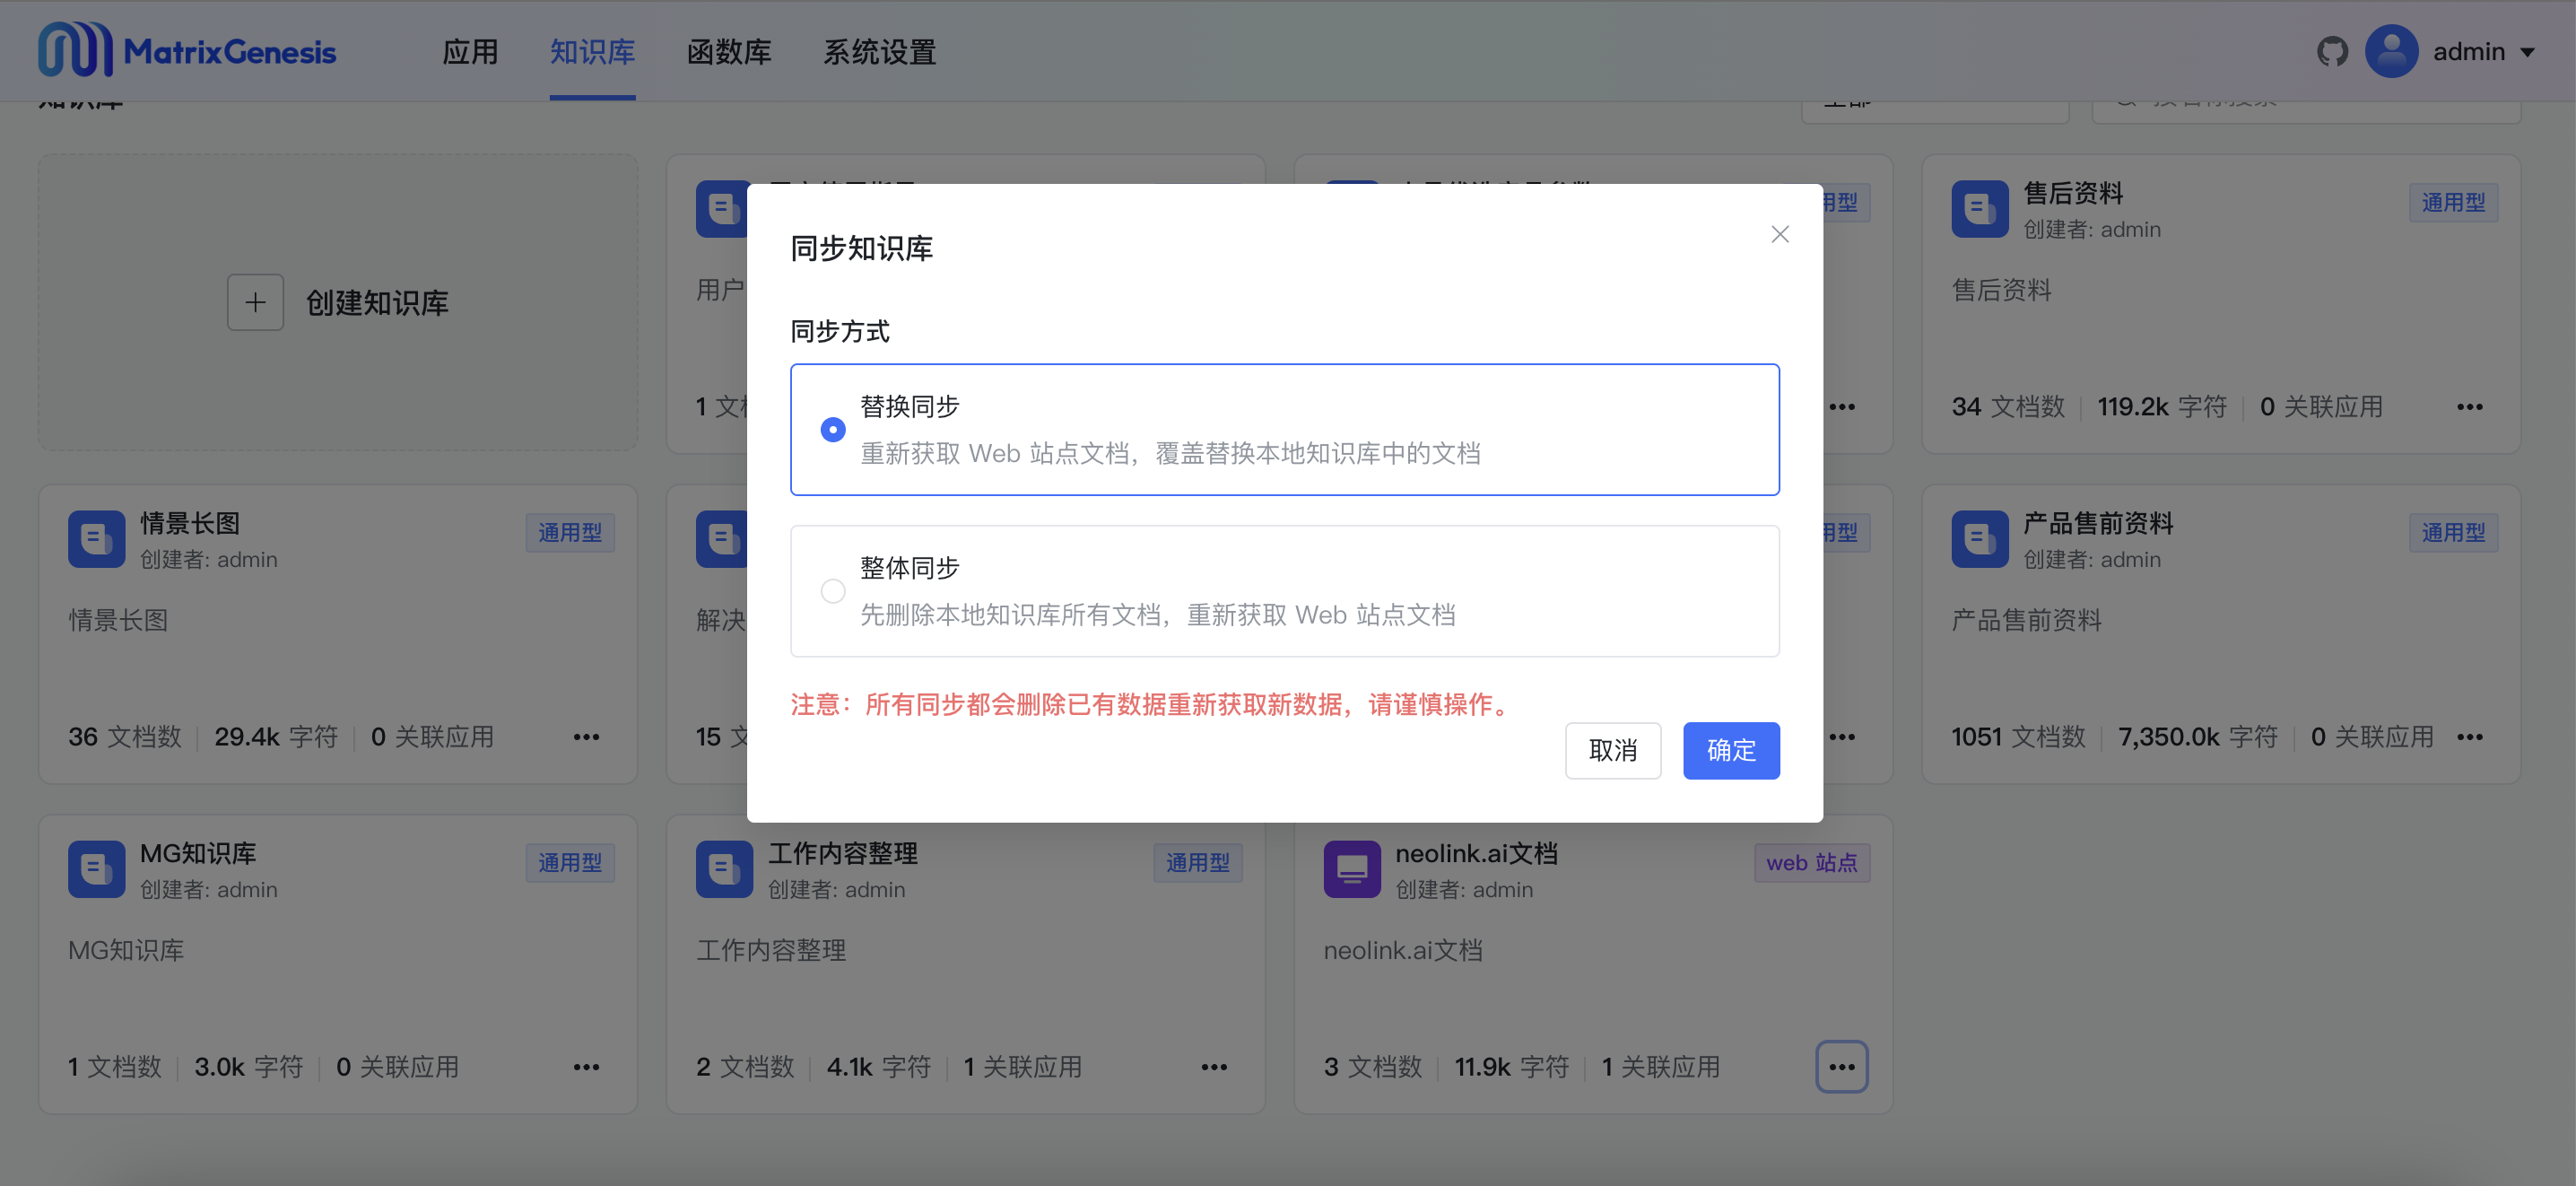 MatrixGenesis
应用
知识库
函数库
系统设置
admin
知识库
全部
创建知识库
用户
1 文档
用型
售后资料
通用型
创建者: admin
售后资料
34 文档数 119.2k 字符 0 关联应用
同步知识库
同步方式
替换同步
重新获取 Web 站点文档，覆盖替换本地知识库中的文档
整体同步
先删除本地知识库所有文档，重新获取 Web 站点文档
注意：所有同步都会删除已有数据重新获取新数据，请谨慎操作。
取消
确定
情景长图
通用型
创建者: admin
情景长图
36 文档数 29.4k 字符 0 关联应用
解决
15 文
用型
产品售前资料
通用型
创建者: admin
产品售前资料
1051 文档数 7,350.0k 字符 0 关联应用
MG知识库
通用型
创建者: admin
MG知识库
1 文档数 3.0k 字符 0 关联应用
工作内容整理
通用型
创建者: admin
工作内容整理
2 文档数 4.1k 字符 1 关联应用
neolink.ai文档
web 站点
创建者: admin
neolink.ai文档
3 文档数 11.9k 字符 1 关联应用